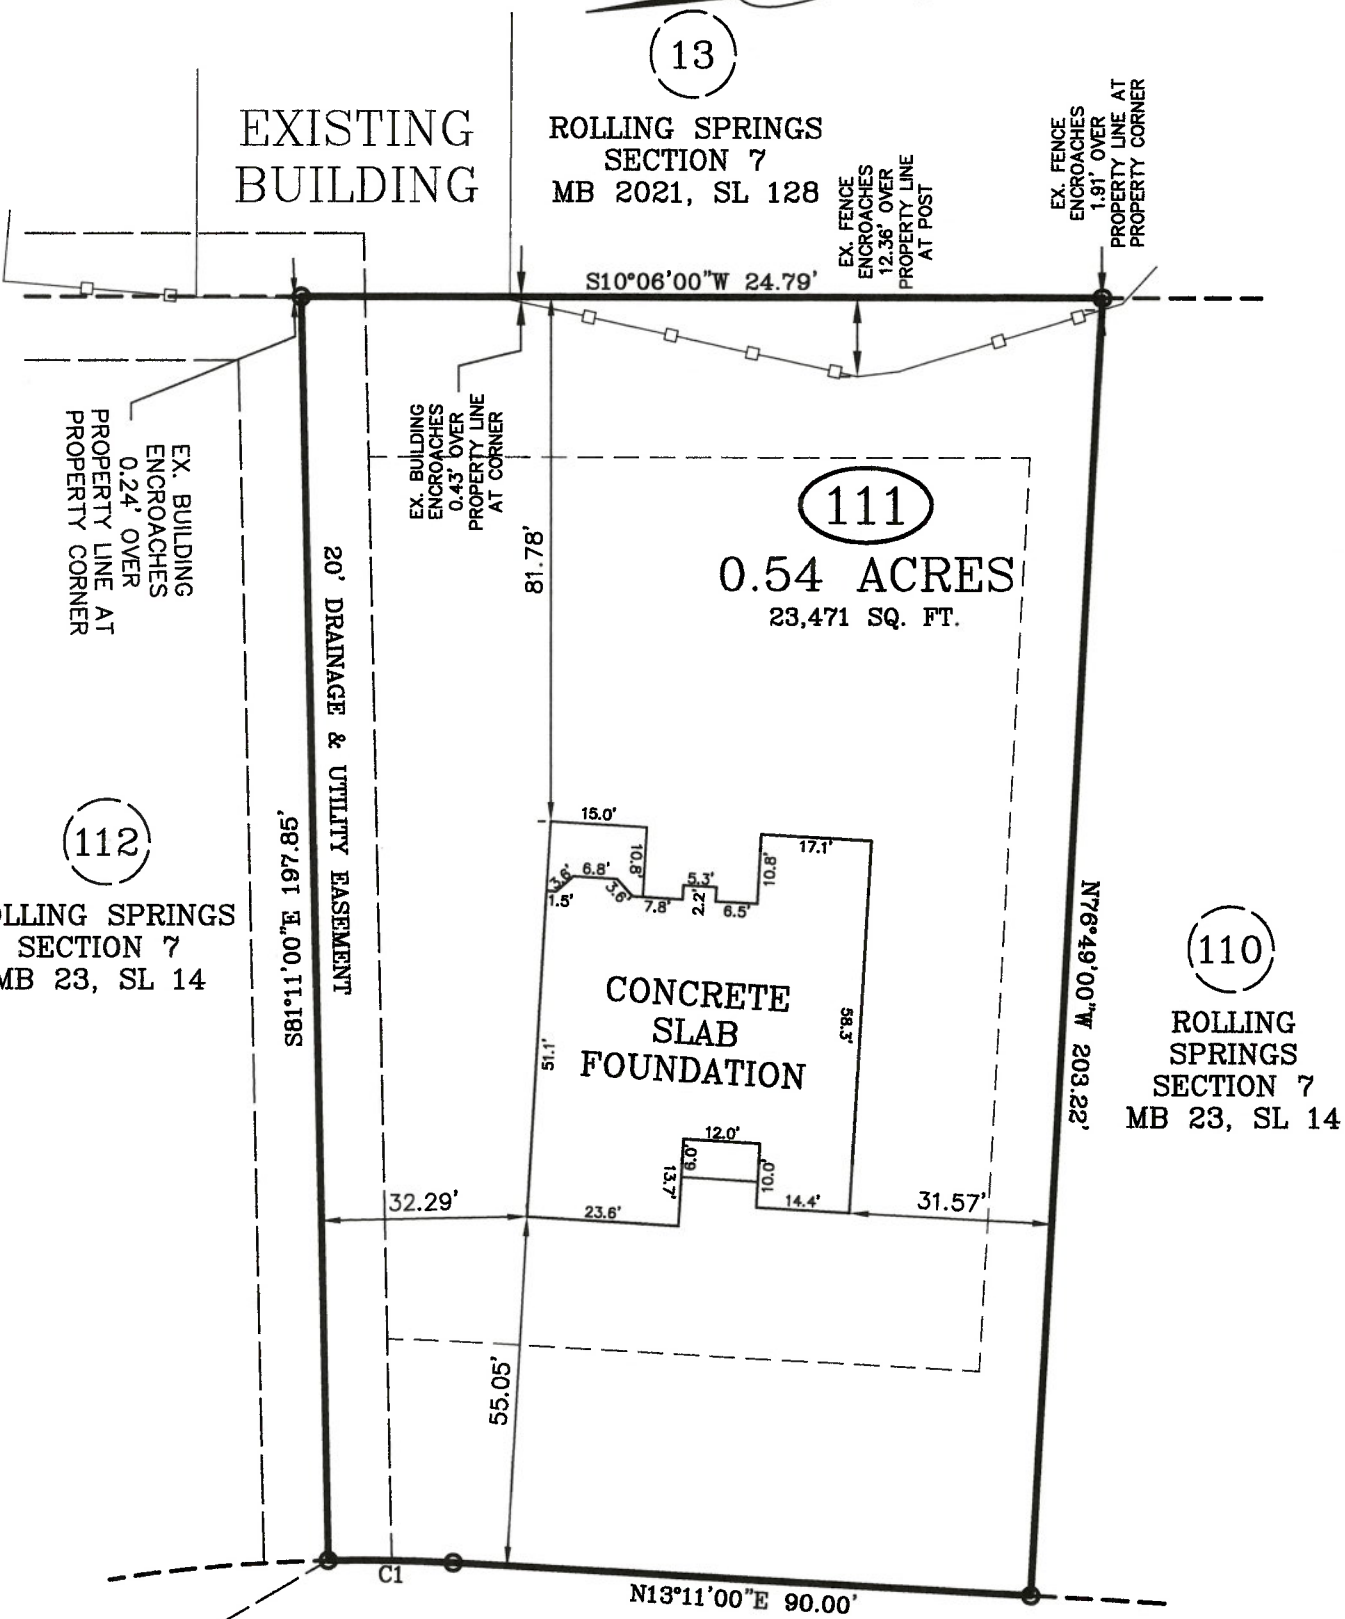 13
ROLLING SPRINGS
SECTION 7
MB 2021, SL 128
EXISTING
BUILDING
EX. FENCE
ENCROACHES
12.36' OVER
PROPERTY LINE
AT POST
EX. FENCE
ENCROACHES
1.91' OVER
PROPERTY LINE AT
PROPERTY CORNER
S10°06'00"W 24.79'
EX. BUILDING
ENCROACHES
0.24' OVER
PROPERTY LINE AT
PROPERTY CORNER
EX. BUILDING
ENCROACHES
0.43' OVER
PROPERTY LINE
AT CORNER
81.78'
111
0.54 ACRES
23,471 SQ. FT.
20' DRAINAGE & UTILITY EASEMENT
S81°11'00"E 197.85'
112
OLLING SPRINGS
SECTION 7
MB 23, SL 14
N76°49'00"W 203.22'
110
ROLLING
SPRINGS
SECTION 7
MB 23, SL 14
15.0'
10.8'
3.6'
6.8'
3.6'
1.5'
7.8'
5.3'
2.2'
6.5'
10.8'
17.1'
CONCRETE
SLAB
FOUNDATION
51.1'
58.3'
12.0'
6.0'
13.7'
10.0'
23.6'
14.4'
32.29'
31.57'
55.05'
C1
N13°11'00"E 90.00'